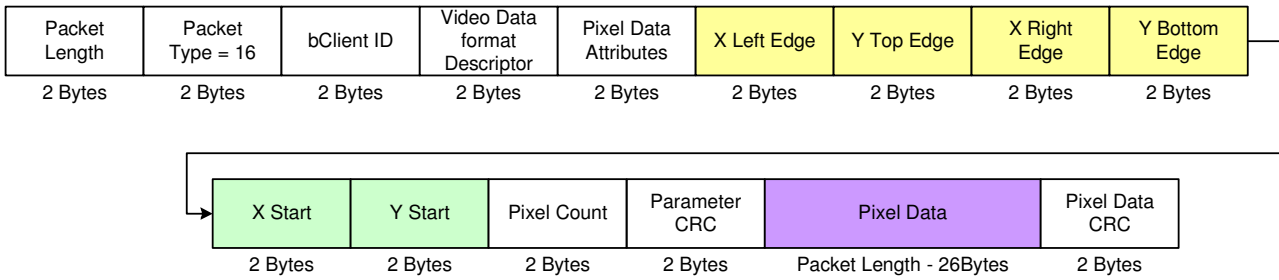 Packet
Length
Packet
Type = 16
bClient ID
Video Data
format
Descriptor
Pixel Data
Attributes
X Left Edge
Y Top Edge
X Right
Edge
Y Bottom
Edge
2 Bytes
2 Bytes
2 Bytes
2 Bytes
2 Bytes
2 Bytes
2 Bytes
2 Bytes
2 Bytes
X Start
Y Start
Pixel Count
Parameter
CRC
Pixel Data
Pixel Data
CRC
2 Bytes
2 Bytes
2 Bytes
2 Bytes
Packet Length - 26Bytes
2 Bytes